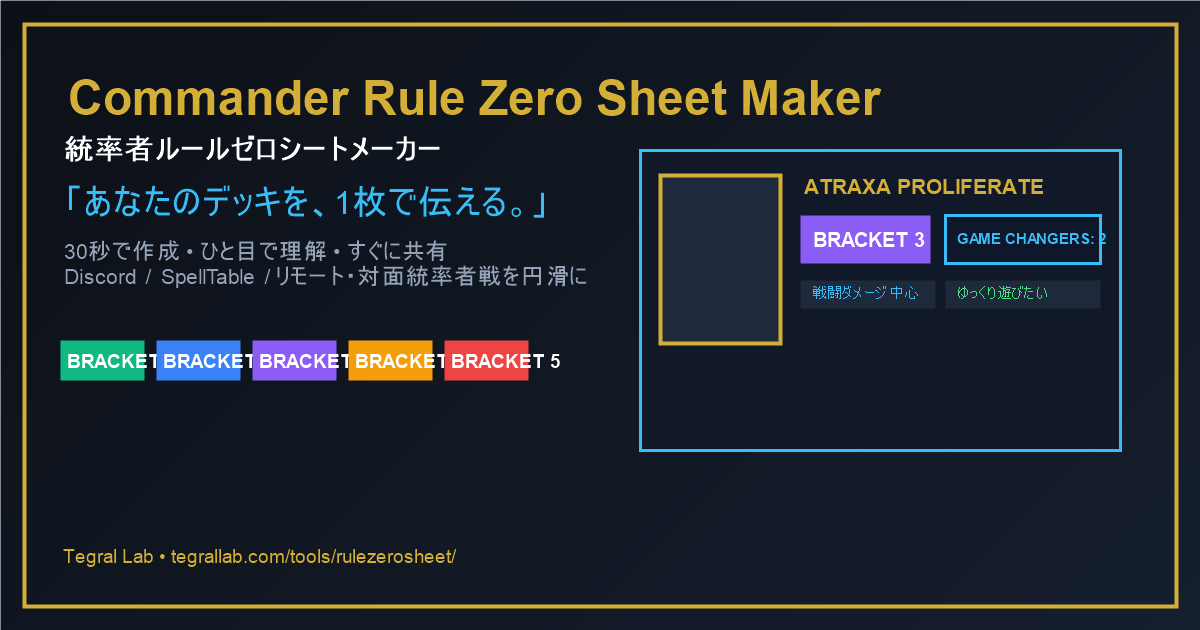 Commander Rule Zero Sheet Maker
統率者ルールゼロシートメーカー
「あなたのデッキを、1枚で伝える。」
30秒で作成・ひと目で理解・すぐに共有
Discord / SpellTable / リモート・対面統率者戦を円滑に
BRACKET BRACKET BRACKET BRACKET BRACKET 5
ATRAXA PROLIFERATE
BRACKET 3
GAME CHANGERS: 2
戦闘ダメージ中心
ゆっくり遊びたい
Tegral Lab • tegrallab.com/tools/rulezerosheet/